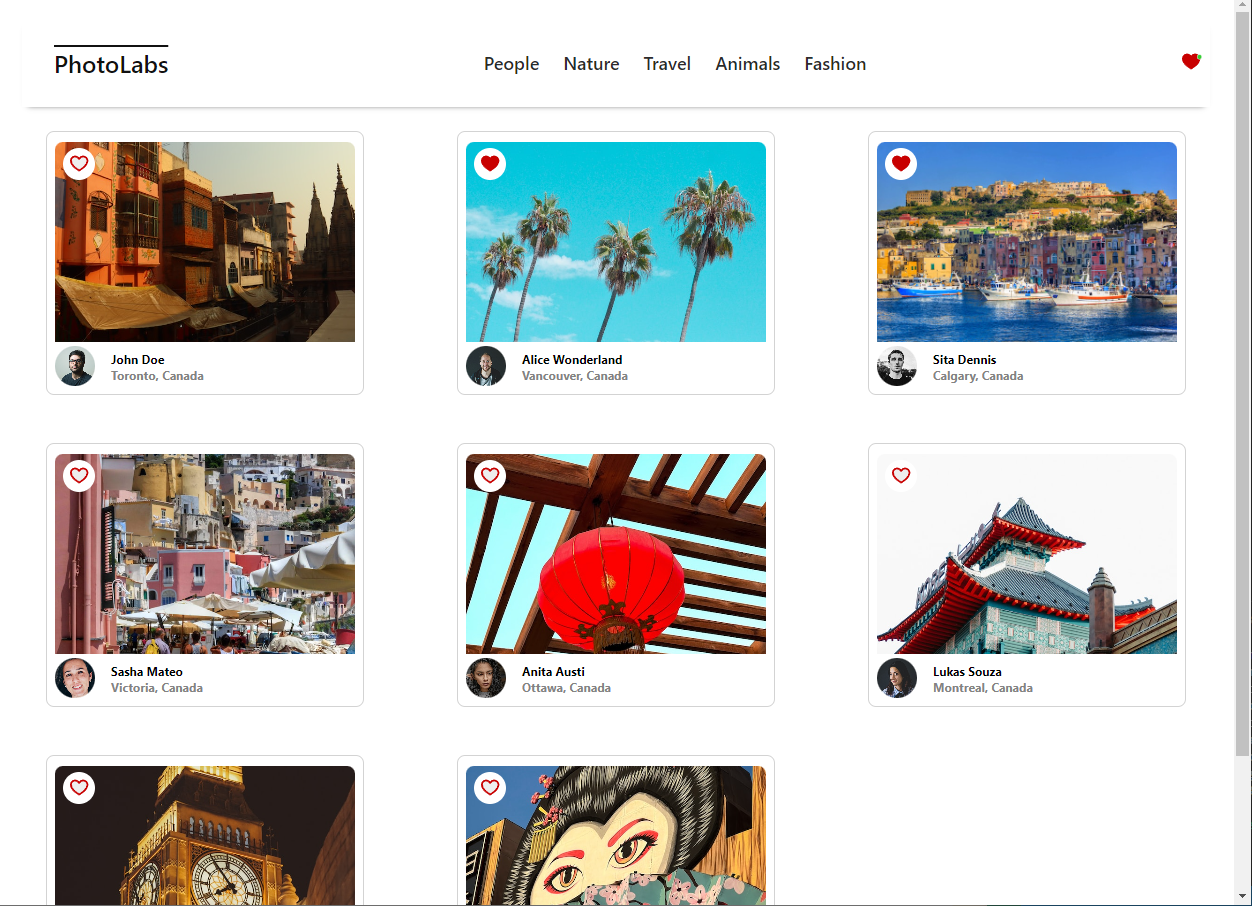 PhotoLabs
People Nature Travel Animals Fashion
John Doe
Toronto, Canada
Alice Wonderland
Vancouver, Canada
Sita Dennis
Calgary, Canada
Sasha Mateo
Victoria, Canada
Anita Austi
Ottawa, Canada
Lukas Souza
Montreal, Canada